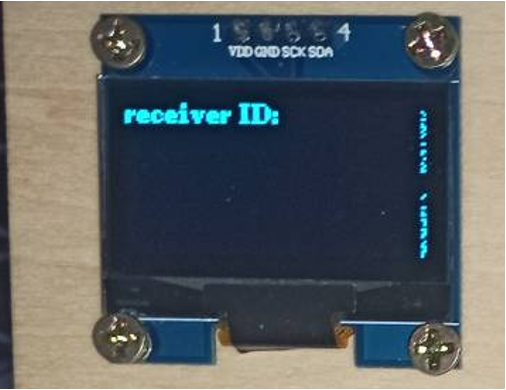 1 4
VDD GND SCK SDA
receiver ID: